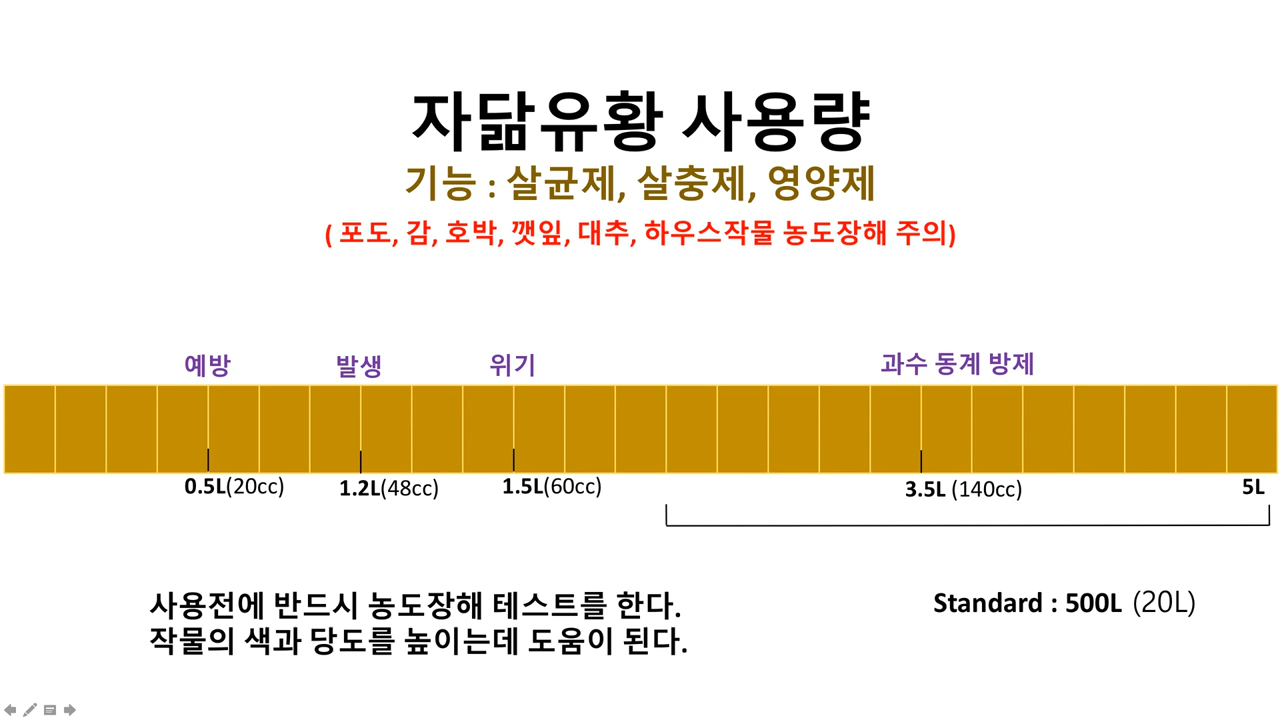 자닮유황 사용량
기능 : 살균제, 살충제, 영양제
( 포도, 감, 호박, 깻잎, 대추, 하우스작물 농도장해 주의)
예방 발생 위기 과수 동계 방제
0.5L(20cc) 1.2L(48cc) 1.5L(60cc) 3.5L (140cc) 5L
사용전에 반드시 농도장해 테스트를 한다.
작물의 색과 당도를 높이는데 도움이 된다.
Standard : 500L (20L)